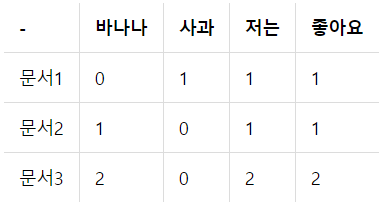 - 바나나 사과 저는 좋아요
문서1 0 1 1 1
문서2 1 0 1 1
문서3 2 0 2 2